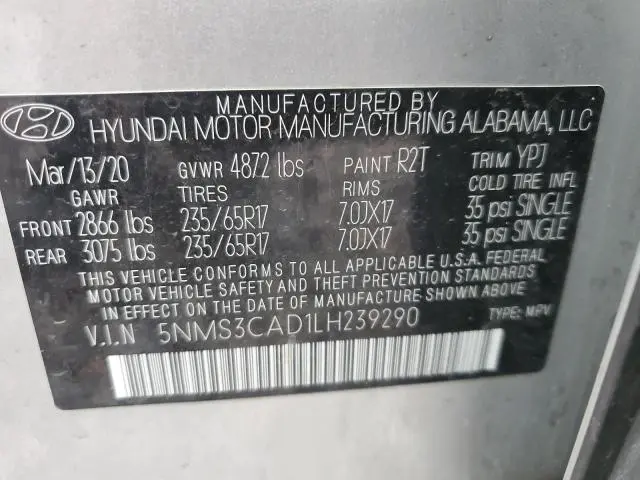 MANUFACTURED BY
HYUNDAI MOTOR MANUFACTURING ALABAMA, LLC
Mar/13/20 GVWR 4872 lbs PAINT R2T TRIM YPJ
GAWR TIRES RIMS COLD TIRE INFL
FRONT 2866 lbs 235/65R17 7.0JX17 35 psi SINGLE
REAR 3075 lbs 235/65R17 7.0JX17 35 psi SINGLE
THIS VEHICLE CONFORMS TO ALL APPLICABLE U.S.A. FEDERAL
MOTOR VEHICLE SAFETY AND THEFT PREVENTION STANDARDS
IN EFFECT ON THE DATE OF MANUFACTURE SHOWN ABOVE.
V.I.N 5NMS3CAD1LH239290 TYPE: MPV